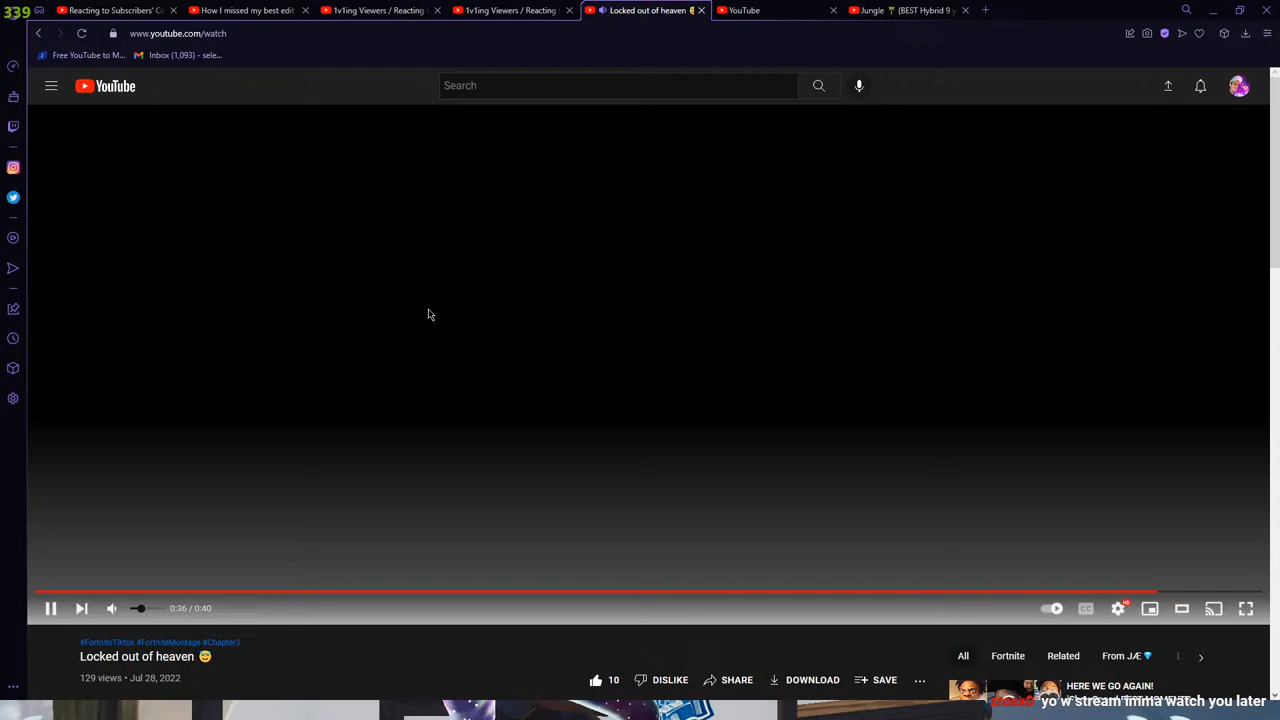 339
Reacting to Subscribers' Co
How I missed my best edit
1v1ing Viewers / Reacting
1v1ing Viewers / Reacting
Locked out of heaven
YouTube
Jungle 🌴 (BEST Hybrid 9
www.youtube.com/watch
Free YouTube to M...
Inbox (1,093) - sele...
YouTube
Search
0:36 / 0:40
CC
HD
#FortniteTiktok #FortniteMontage #Chapter3
Locked out of heaven 😅
129 views • Jul 28, 2022
10
DISLIKE
SHARE
DOWNLOAD
SAVE
All
Fortnite
Related
From JÆ💎
HERE WE GO AGAIN!
yo w stream imma watch you later